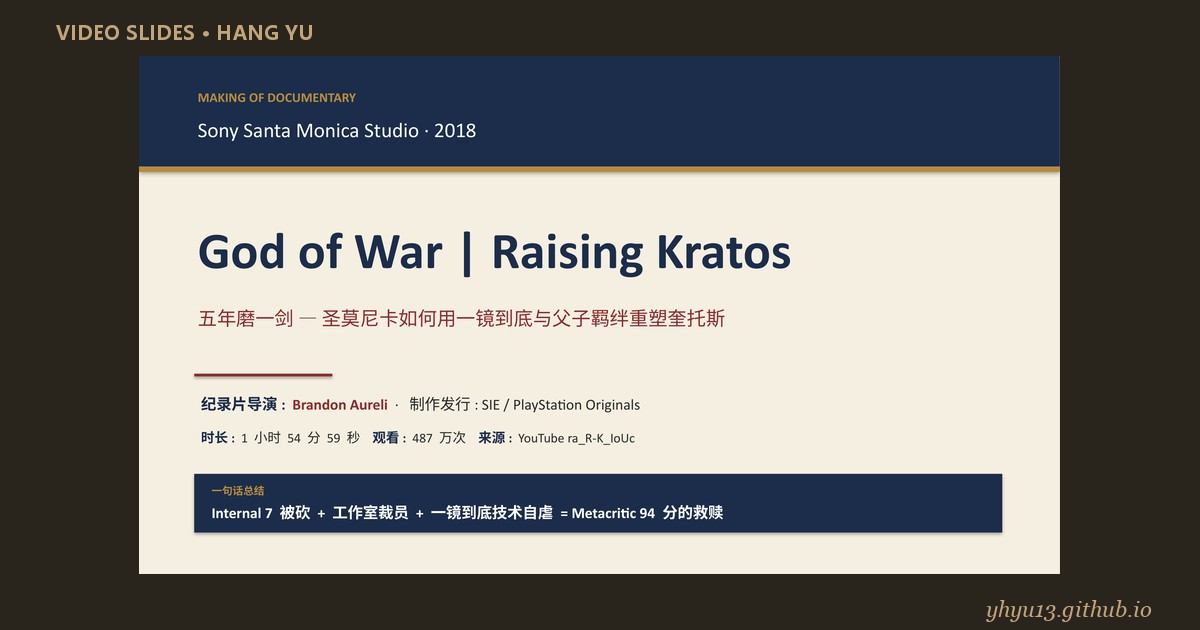 VIDEO SLIDES • HANG YU
MAKING OF DOCUMENTARY
Sony Santa Monica Studio · 2018
God of War | Raising Kratos
五年磨一剑 — 圣莫尼卡如何用一镜到底与父子羁绊重塑奎托斯
纪录片导演 : Brandon Aureli · 制作发行 : SIE / PlayStation Originals
时长 : 1 小时 54 分 59 秒 观看 : 487 万次 来源 : YouTube ra_R-K_IoUc
一句话总结
Internal 7 被砍 + 工作室裁员 + 一镜到底技术自虐 = Metacritic 94 分的救赎
yhyu13.github.io